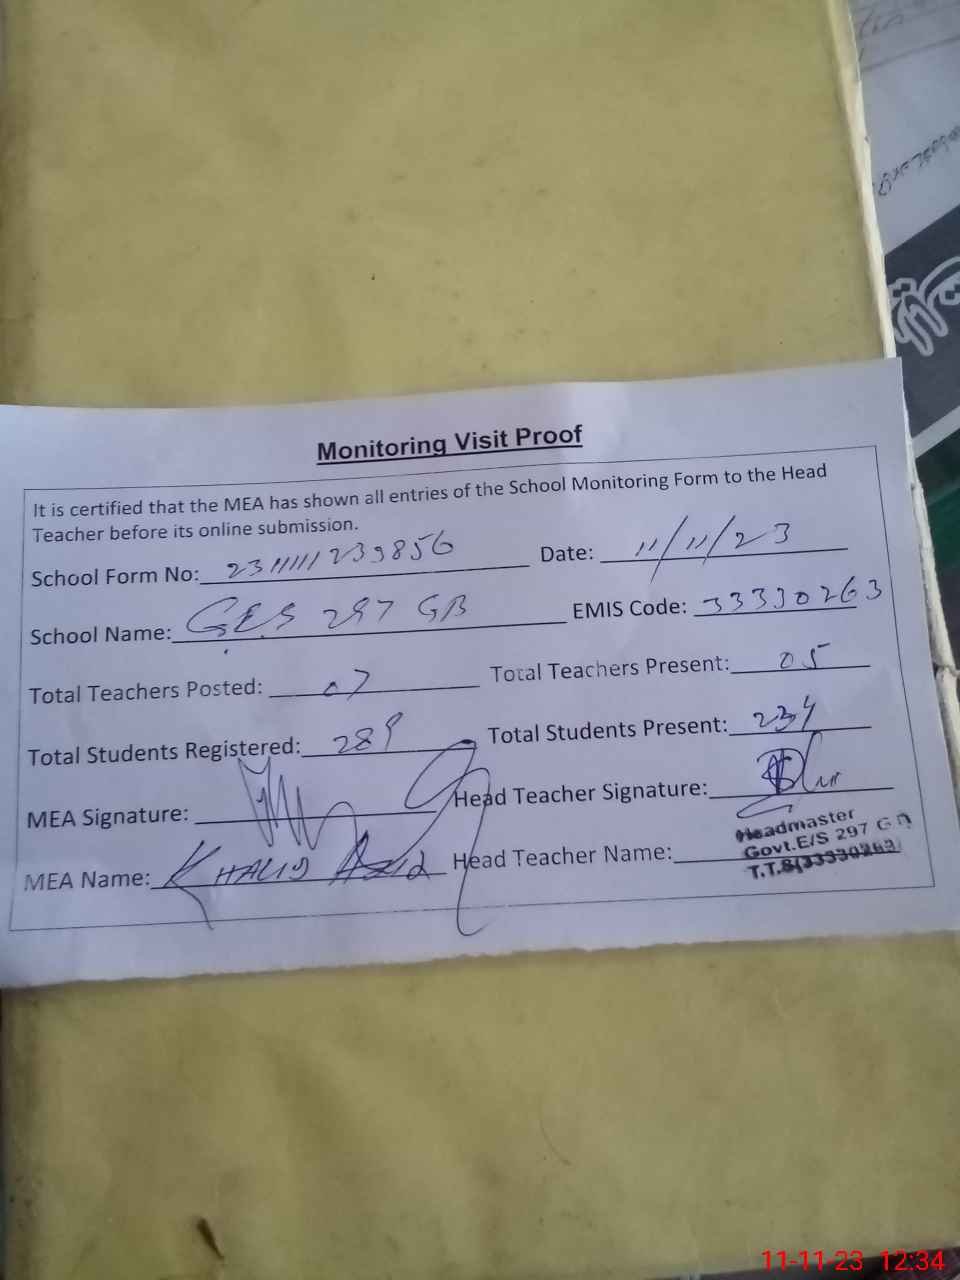 Monitoring Visit Proof
It is certified that the MEA has shown all entries of the School Monitoring Form to the Head
Teacher before its online submission.
School Form No: 231111123 9856 Date: 11/11/23
School Name: GES 297 GB EMIS Code: 33330263
Total Teachers Posted: 07 Total Teachers Present: 05
Total Students Registered: 289 Total Students Present: 234
MEA Signature: Head Teacher Signature:
MEA Name: KHALID AZIZ Head Teacher Name:
Headmaster
Govt.E/S 297 G B
T.T.S(33330263)
11-11-23 12:34